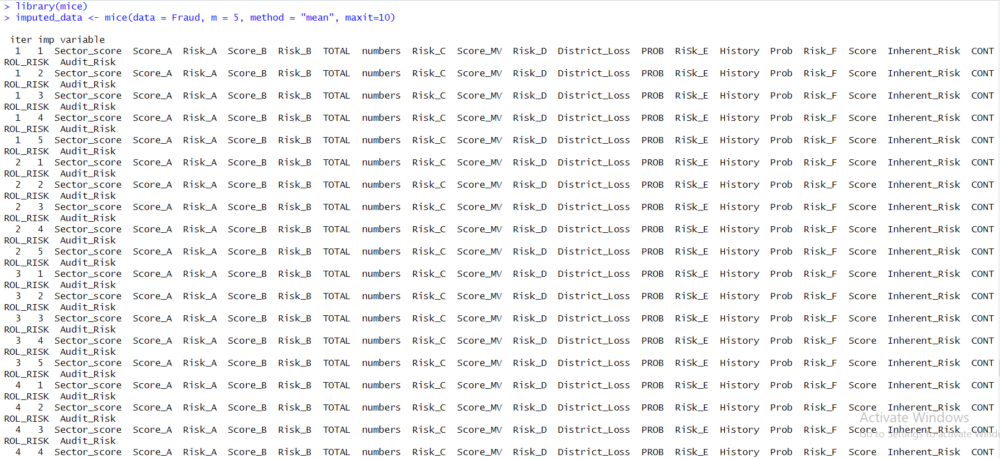 > library(mice)
> imputed_data <- mice(data = Fraud, m = 5, method = "mean", maxit=10)
iter imp variable
1 1 Sector_score Score_A Risk_A Score_B Risk_B TOTAL numbers Risk_C Score_MV Risk_D District_Loss PROB RiSk_E History Prob Risk_F Score Inherent_Risk CONT
ROL_RISK Audit_Risk
1 2 Sector_score Score_A Risk_A Score_B Risk_B TOTAL numbers Risk_C Score_MV Risk_D District_Loss PROB RiSk_E History Prob Risk_F Score Inherent_Risk CONT
ROL_RISK Audit_Risk
1 3 Sector_score Score_A Risk_A Score_B Risk_B TOTAL numbers Risk_C Score_MV Risk_D District_Loss PROB RiSk_E History Prob Risk_F Score Inherent_Risk CONT
ROL_RISK Audit_Risk
1 4 Sector_score Score_A Risk_A Score_B Risk_B TOTAL numbers Risk_C Score_MV Risk_D District_Loss PROB RiSk_E History Prob Risk_F Score Inherent_Risk CONT
ROL_RISK Audit_Risk
1 5 Sector_score Score_A Risk_A Score_B Risk_B TOTAL numbers Risk_C Score_MV Risk_D District_Loss PROB RiSk_E History Prob Risk_F Score Inherent_Risk CONT
ROL_RISK Audit_Risk
2 1 Sector_score Score_A Risk_A Score_B Risk_B TOTAL numbers Risk_C Score_MV Risk_D District_Loss PROB RiSk_E History Prob Risk_F Score Inherent_Risk CONT
ROL_RISK Audit_Risk
2 2 Sector_score Score_A Risk_A Score_B Risk_B TOTAL numbers Risk_C Score_MV Risk_D District_Loss PROB RiSk_E History Prob Risk_F Score Inherent_Risk CONT
ROL_RISK Audit_Risk
2 3 Sector_score Score_A Risk_A Score_B Risk_B TOTAL numbers Risk_C Score_MV Risk_D District_Loss PROB RiSk_E History Prob Risk_F Score Inherent_Risk CONT
ROL_RISK Audit_Risk
2 4 Sector_score Score_A Risk_A Score_B Risk_B TOTAL numbers Risk_C Score_MV Risk_D District_Loss PROB RiSk_E History Prob Risk_F Score Inherent_Risk CONT
ROL_RISK Audit_Risk
2 5 Sector_score Score_A Risk_A Score_B Risk_B TOTAL numbers Risk_C Score_MV Risk_D District_Loss PROB RiSk_E History Prob Risk_F Score Inherent_Risk CONT
ROL_RISK Audit_Risk
3 1 Sector_score Score_A Risk_A Score_B Risk_B TOTAL numbers Risk_C Score_MV Risk_D District_Loss PROB RiSk_E History Prob Risk_F Score Inherent_Risk CONT
ROL_RISK Audit_Risk
3 2 Sector_score Score_A Risk_A Score_B Risk_B TOTAL numbers Risk_C Score_MV Risk_D District_Loss PROB RiSk_E History Prob Risk_F Score Inherent_Risk CONT
ROL_RISK Audit_Risk
3 3 Sector_score Score_A Risk_A Score_B Risk_B TOTAL numbers Risk_C Score_MV Risk_D District_Loss PROB RiSk_E History Prob Risk_F Score Inherent_Risk CONT
ROL_RISK Audit_Risk
3 4 Sector_score Score_A Risk_A Score_B Risk_B TOTAL numbers Risk_C Score_MV Risk_D District_Loss PROB RiSk_E History Prob Risk_F Score Inherent_Risk CONT
ROL_RISK Audit_Risk
3 5 Sector_score Score_A Risk_A Score_B Risk_B TOTAL numbers Risk_C Score_MV Risk_D District_Loss PROB RiSk_E History Prob Risk_F Score Inherent_Risk CONT
ROL_RISK Audit_Risk
4 1 Sector_score Score_A Risk_A Score_B Risk_B TOTAL numbers Risk_C Score_MV Risk_D District_Loss PROB RiSk_E History Prob Risk_F Score Inherent_Risk CONT
ROL_RISK Audit_Risk
4 2 Sector_score Score_A Risk_A Score_B Risk_B TOTAL numbers Risk_C Score_MV Risk_D District_Loss PROB RiSk_E History Prob Risk_F Score Inherent_Risk CONT
ROL_RISK Audit_Risk
Activate Windows
4 3 Sector_score Score_A Risk_A Score_B Risk_B TOTAL numbers Risk_C Score_MV Risk_D District_Loss PROB RiSk_E History Prob Risk_F Score Inherent_Risk CONT
Go to Settings to activate Windo
ROL_RISK Audit_Risk
4 4 Sector_score Score_A Risk_A Score_B Risk_B TOTAL numbers Risk_C Score_MV Risk_D District_Loss PROB RiSk_E History Prob Risk_F Score Inherent_Risk CONT